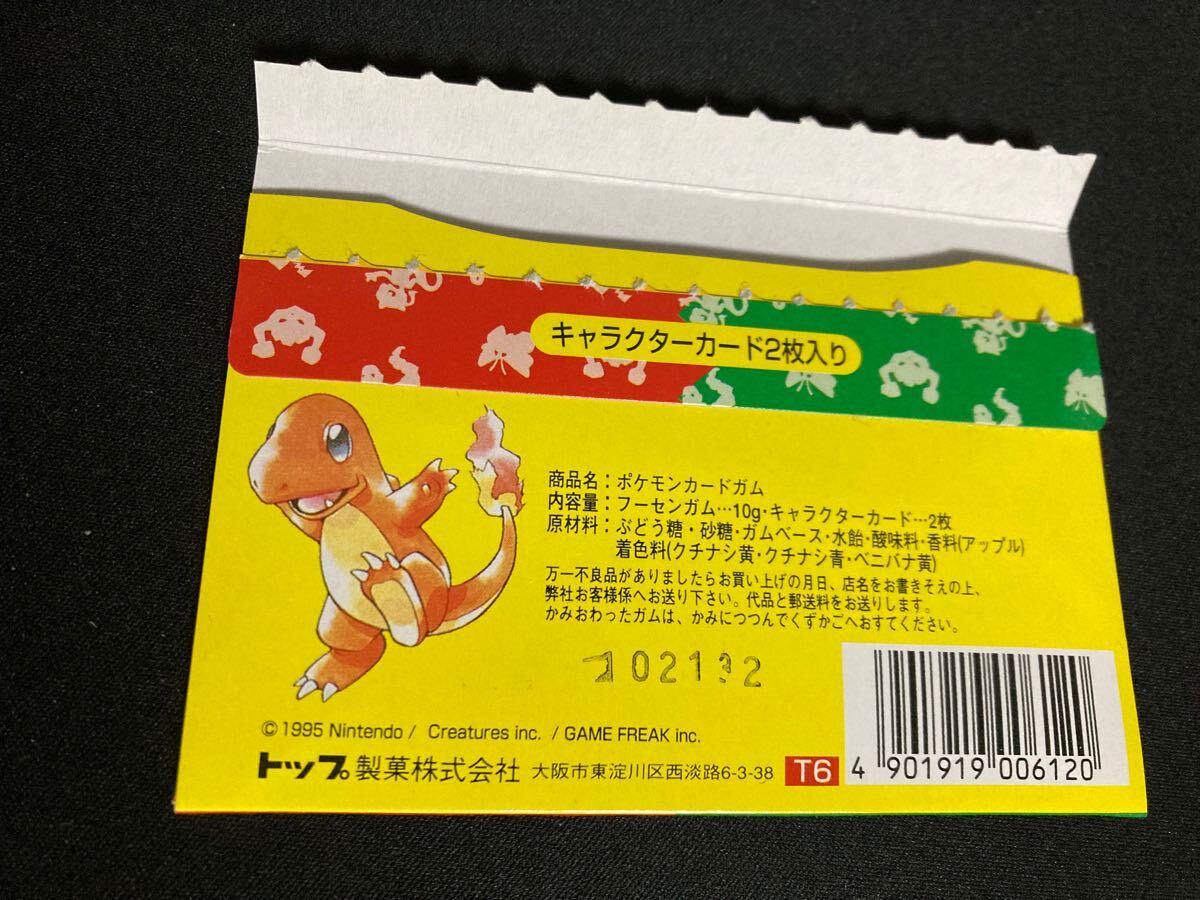 キャラクターカード2枚入り
商品名：ポケモンカードガム
内容量：フーセンガム…10g・キャラクターカード…2枚
原材料：ぶどう糖・砂糖・ガムベース・水飴・酸味料・香料(アップル)
着色料(クチナシ黄・クチナシ青・ベニバナ黄)
万一不良品がありましたらお買い上げの月日、店名をお書きそえの上、
弊社お客様係へお送り下さい。代品と郵送料をお送りします。
かみおわったガムは、かみにつつんでくずかごへおすてください。
© 1995 Nintendo / Creatures inc. / GAME FREAK inc.
トップ製菓株式会社 大阪市東淀川区西淡路6-3-38 T6
4 901919 006120